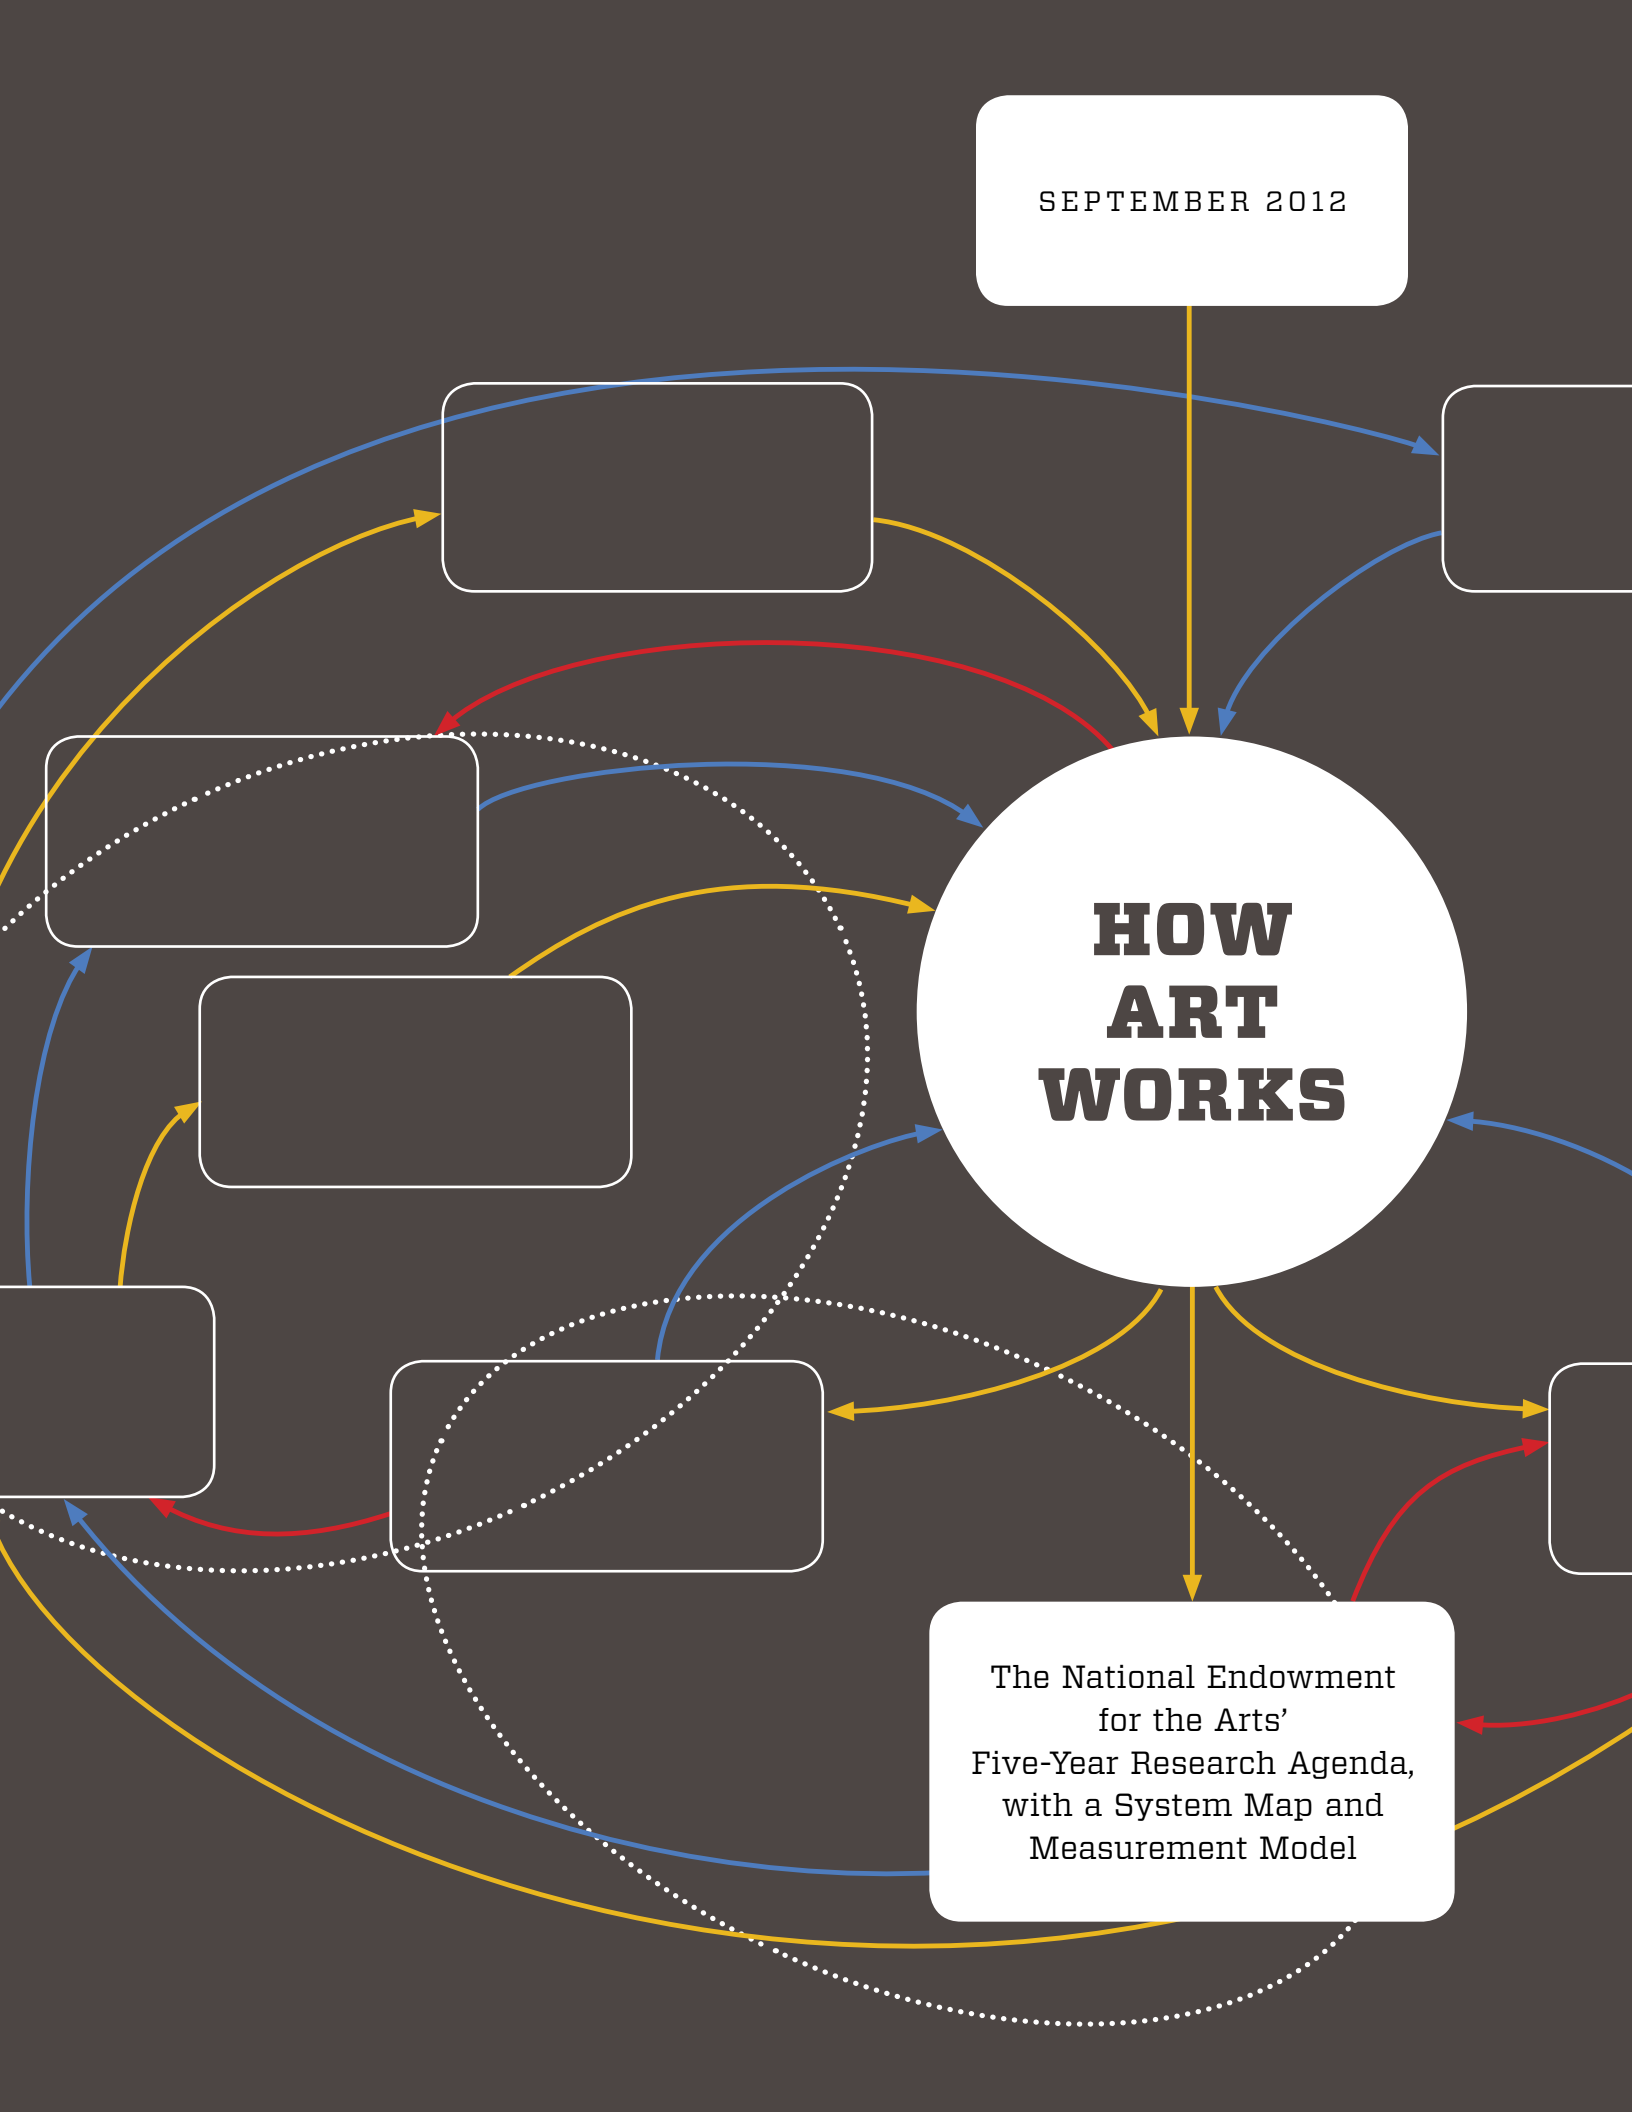 SEPTEMBER 2012
HOW
ART
WORKS
The National Endowment
for the Arts’
Five-Year Research Agenda,
with a System Map and
Measurement Model